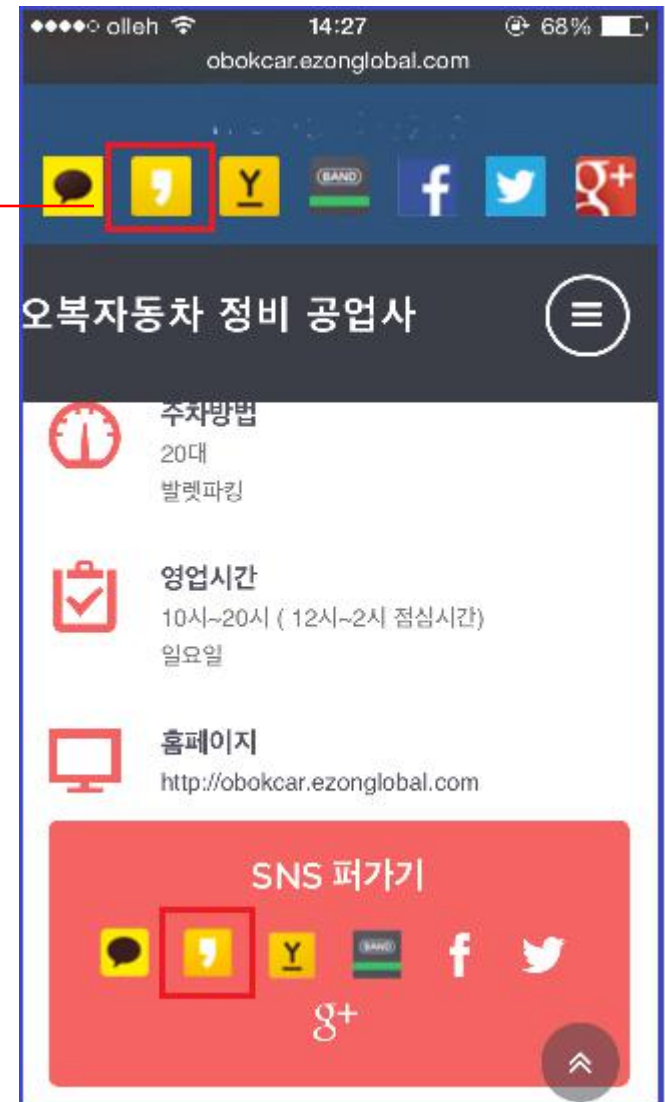 olleh 14:27 68%
obokcar.ezonglobal.com
Y BAND f g+
오복자동차 정비 공업사
주차방법
20대
발렛파킹
영업시간
10시~20시 ( 12시~2시 점심시간)
일요일
홈페이지
http://obokcar.ezonglobal.com
SNS 퍼가기
Y BAND f
g+